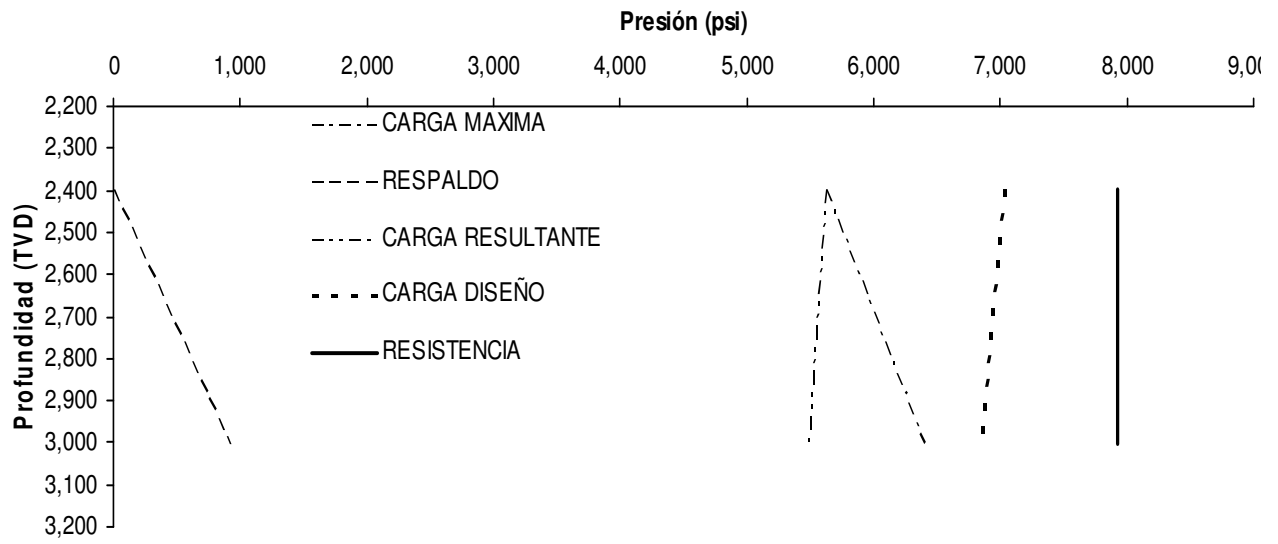 Presión (psi)
0 1,000 2,000 3,000 4,000 5,000 6,000 7,000 8,000 9,00
2,200
2,300
2,400
2,500
2,600
2,700
2,800
2,900
3,000
3,100
3,200
Profundidad (TVD)
CARGA MAXIMA
RESPALDO
CARGA RESULTANTE
CARGA DISEÑO
RESISTENCIA